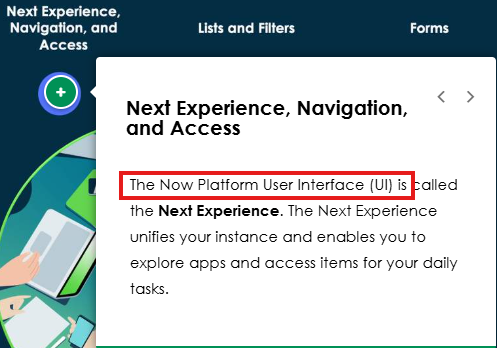 Next Experience,
Navigation, and
Access
Lists and Filters
Forms
Next Experience, Navigation,
and Access
The Now Platform User Interface (UI) is called
the Next Experience. The Next Experience
unifies your instance and enables you to
explore apps and access items for your daily
tasks.